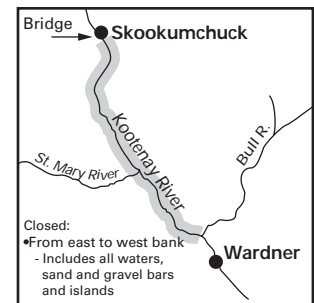 Bridge
Skookumchuck
Kootenay River
Bull R.
St. Mary River
Closed:
•From east to west bank
- Includes all waters,
sand and gravel bars
and islands
Wardner